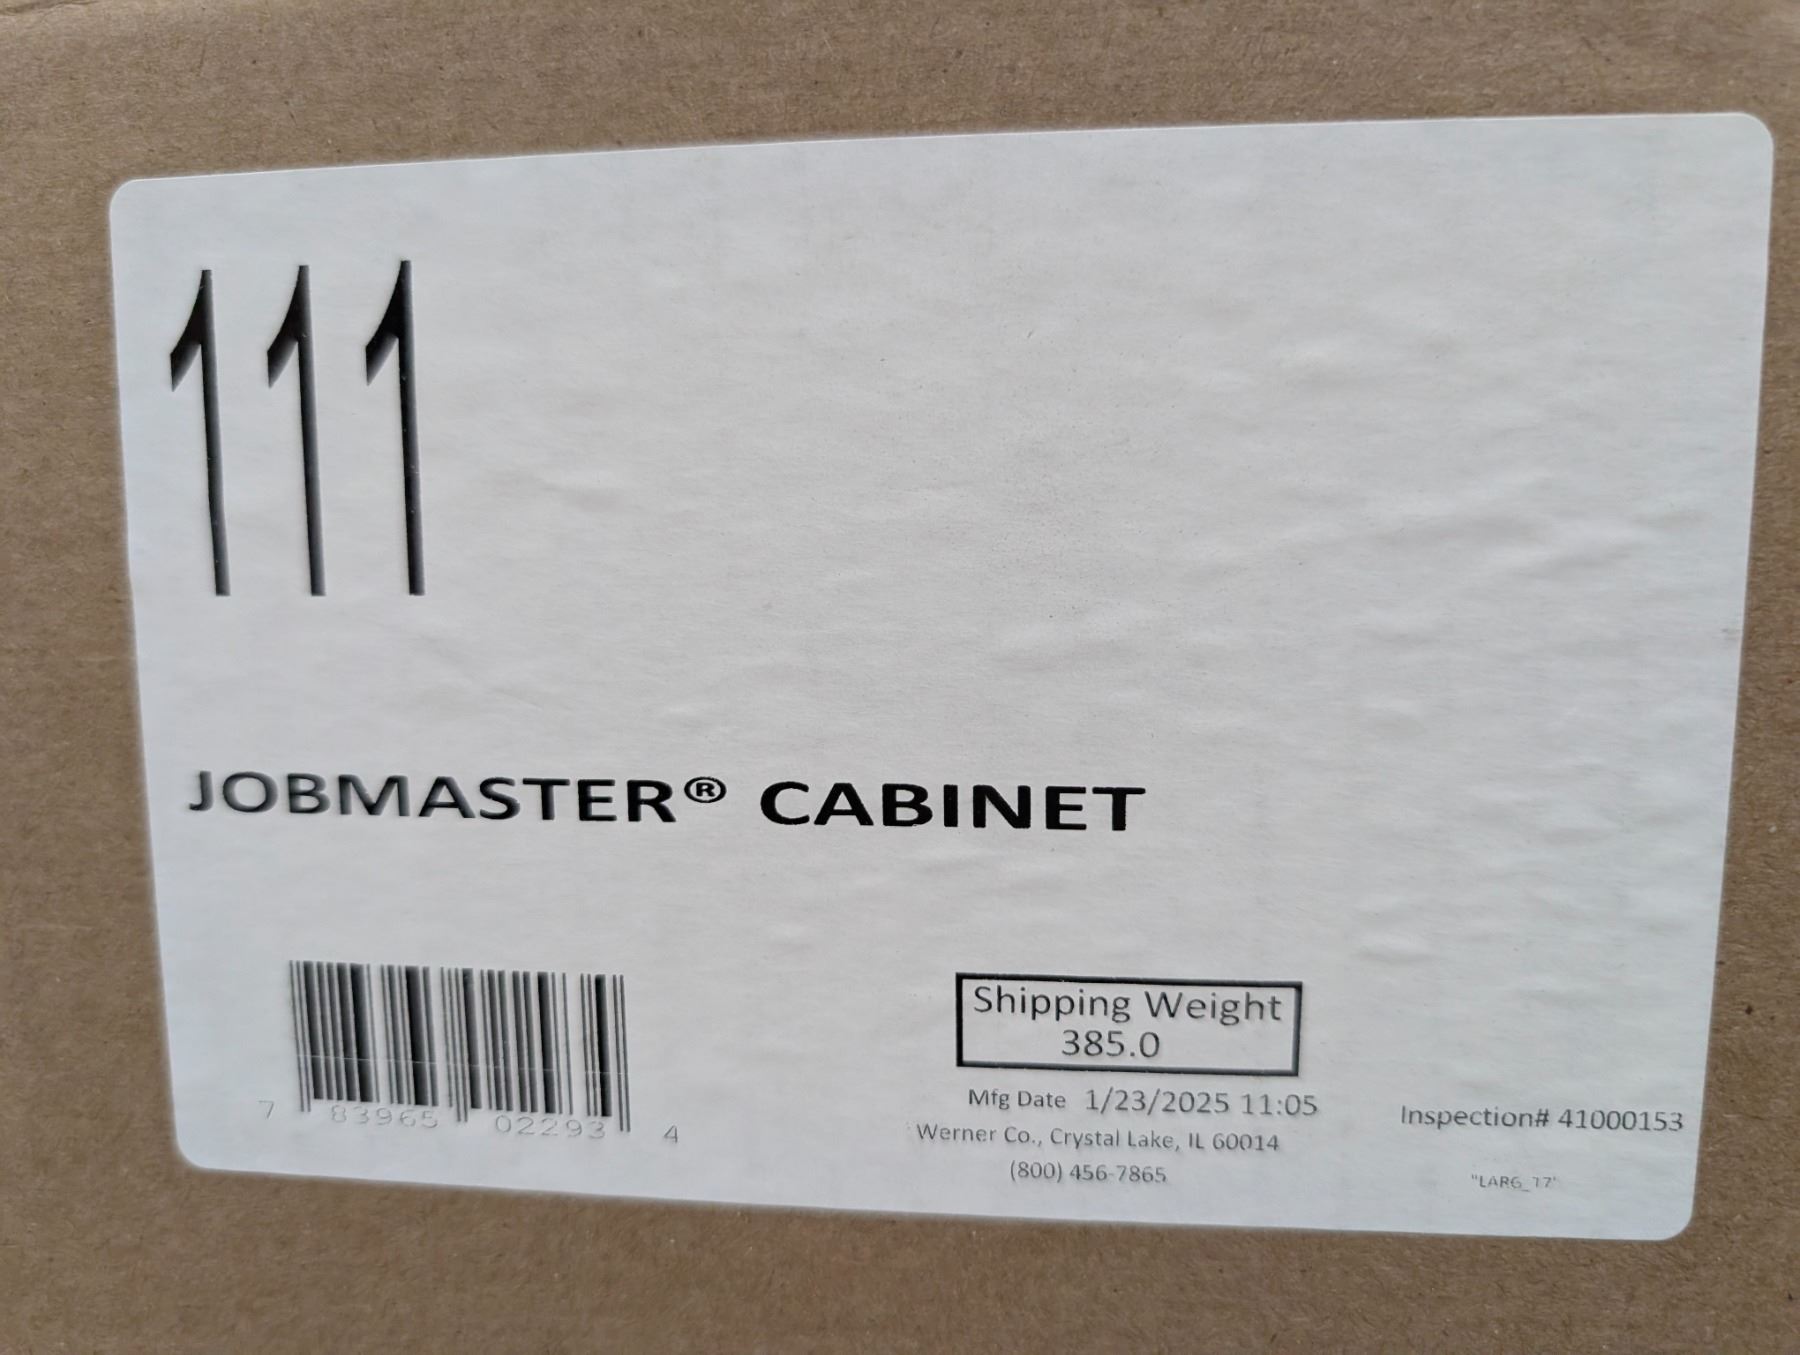 111
JOBMASTER® CABINET
Shipping Weight
385.0
Mfg Date 1/23/2025 11:05
Inspection# 41000153
7 83965 02293 4
Werner Co., Crystal Lake, IL 60014
(800) 456-7865